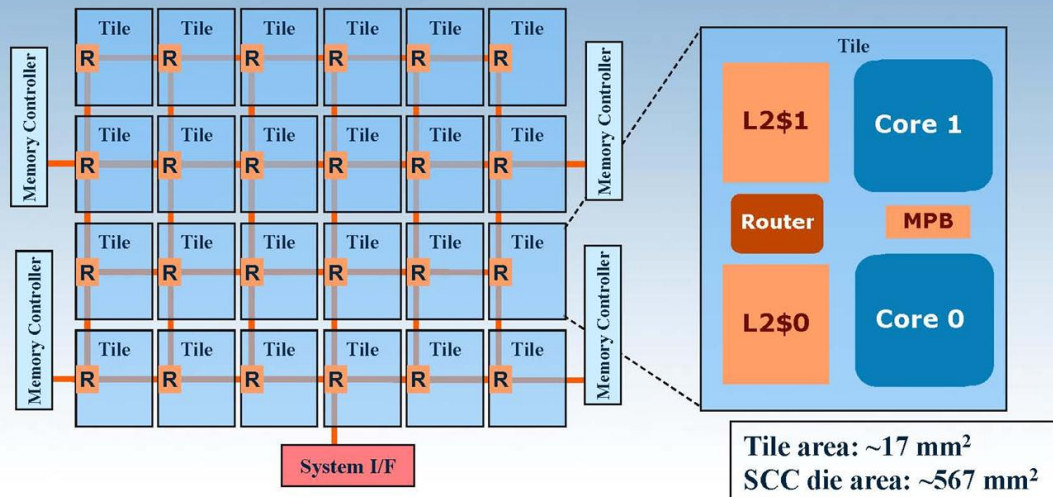 Tile Tile Tile Tile Tile Tile
R R R R R R
Memory Controller
Memory Controller
Tile Tile Tile Tile Tile Tile
R R R R R R
Tile Tile Tile Tile Tile Tile
R R R R R R
Memory Controller
Memory Controller
Tile Tile Tile Tile Tile Tile
R R R R R R
System I/F
Tile
L2$1
Core 1
Router
MPB
L2$0
Core 0
Tile area: ~17 mm²
SCC die area: ~567 mm²